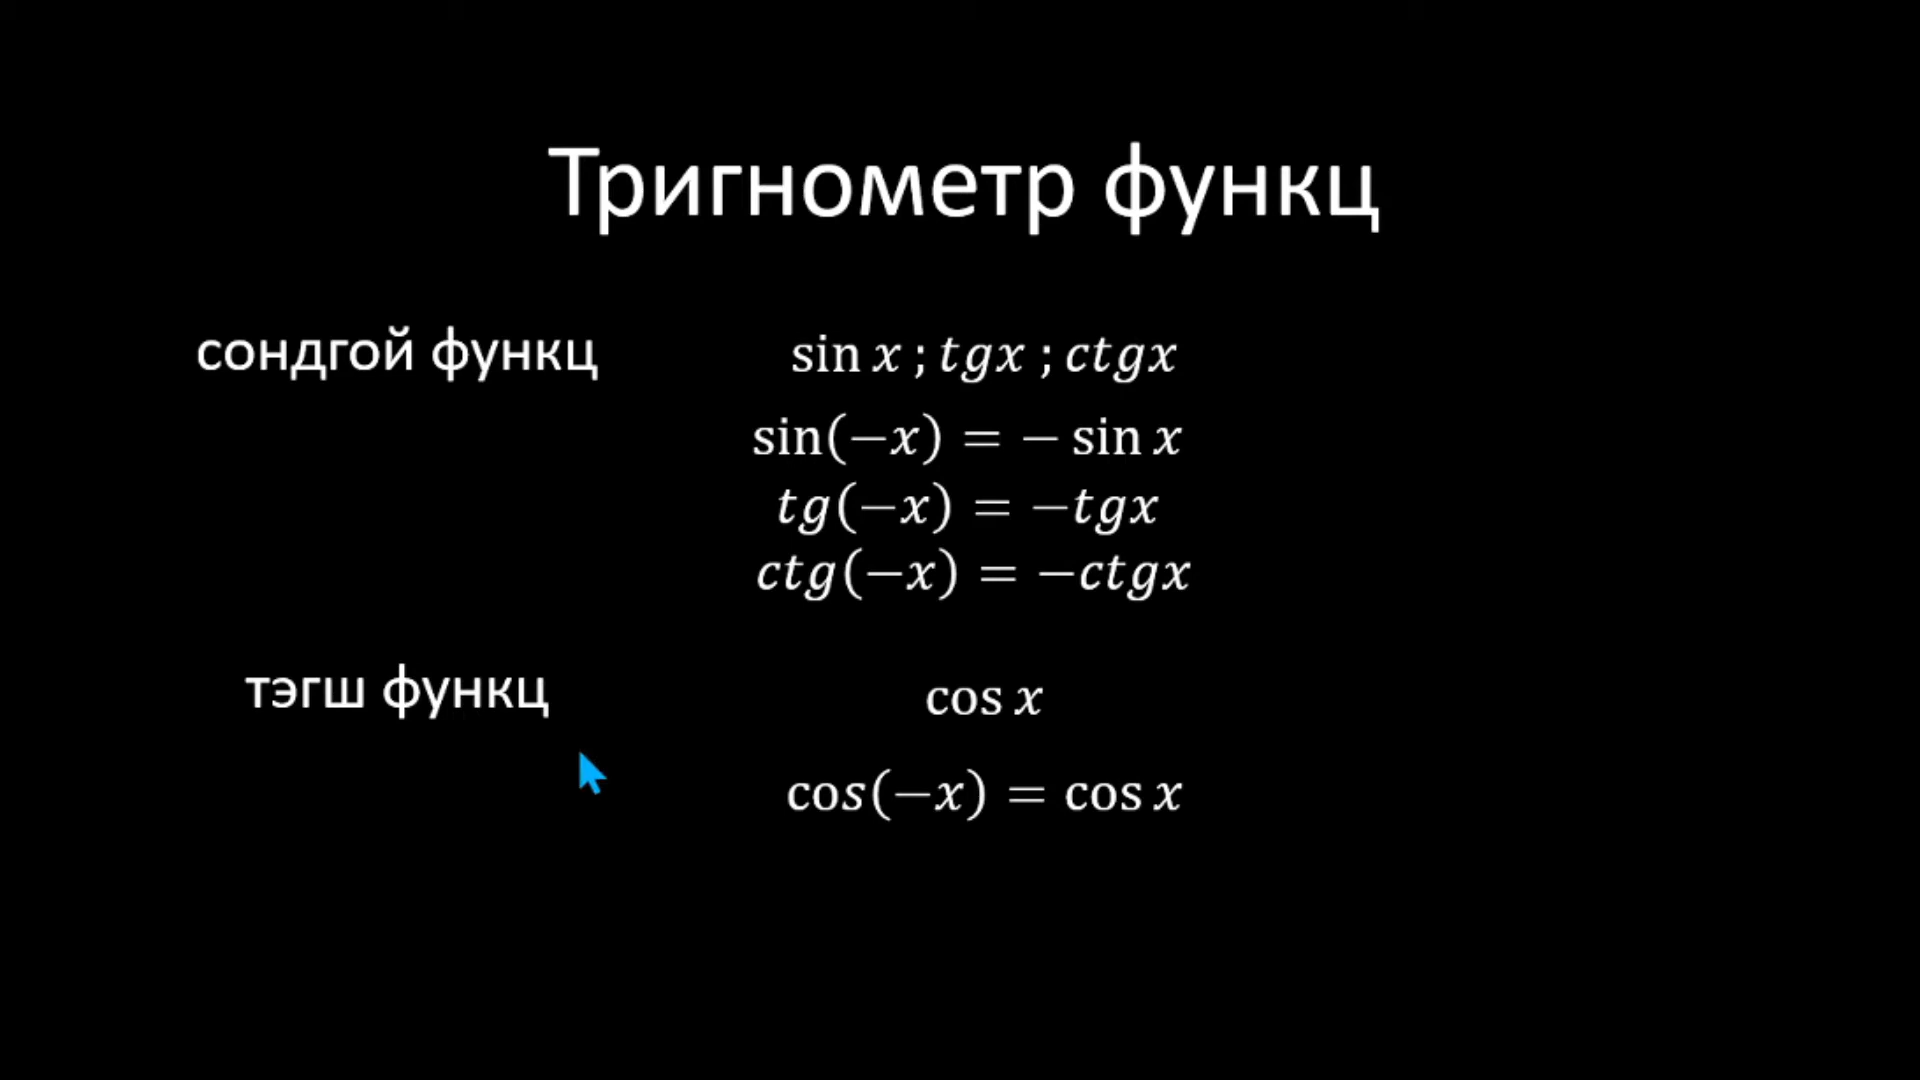 Тригнометр функц
сондгой функц
sin x ; tgx ; ctgx
sin(−x) = − sin x
tg(−x) = −tgx
ctg(−x) = −ctgx
тэгш функц
cos x
cos(−x) = cos x